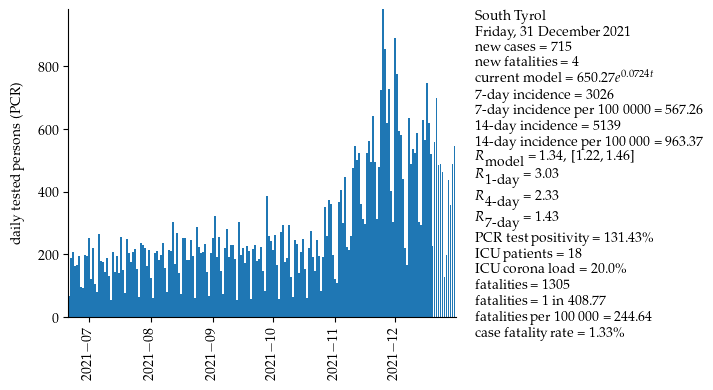 daily tested persons (PCR)
800
600
400
200
0
2021−07
2021−08
2021−09
2021−10
2021−11
2021−12
South Tyrol
Friday, 31 December 2021
new cases = 715
new fatalities = 4
current model = 650.27e^0.0724t
7-day incidence = 3026
7-day incidence per 100 0000 = 567.26
14-day incidence = 5139
14-day incidence per 100 000 = 963.37
R_model = 1.34, [1.22, 1.46]
R_1-day = 3.03
R_4-day = 2.33
R_7-day = 1.43
PCR test positivity = 131.43%
ICU patients = 18
ICU corona load = 20.0%
fatalities = 1305
fatalities = 1 in 408.77
fatalities per 100 000 = 244.64
case fatality rate = 1.33%